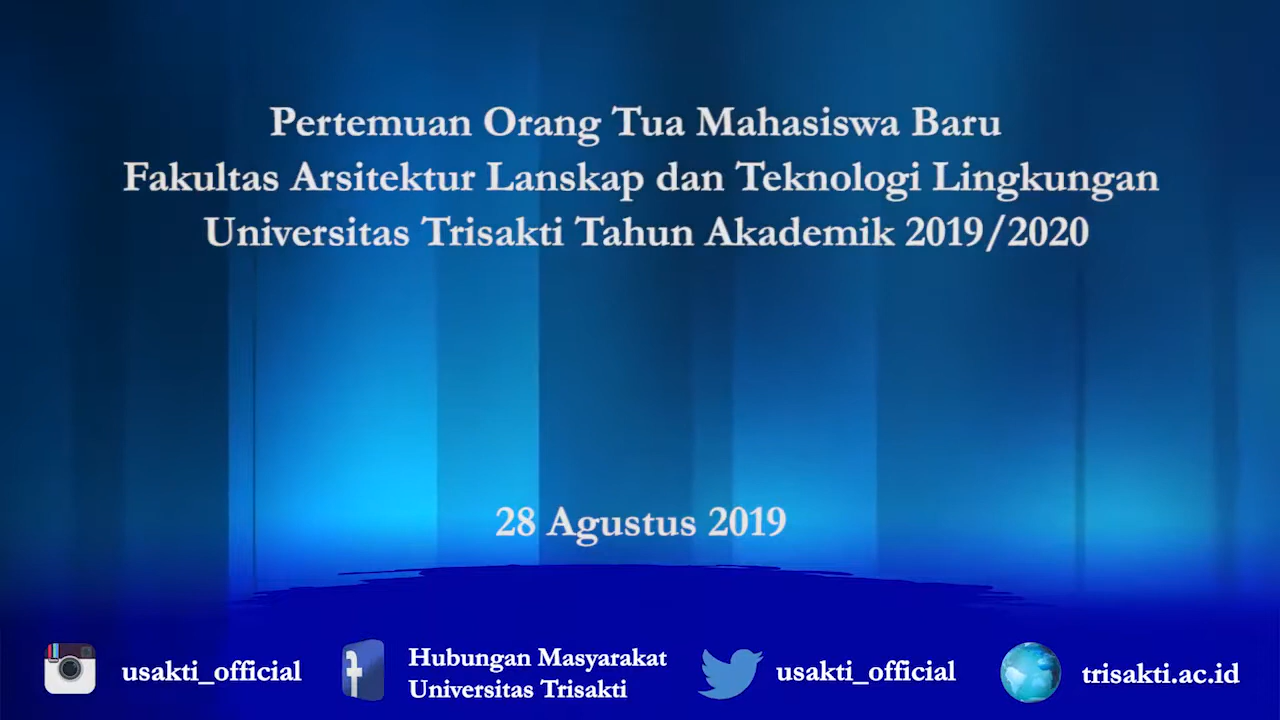 Pertemuan Orang Tua Mahasiswa Baru
Fakultas Arsitektur Lanskap dan Teknologi Lingkungan
Universitas Trisakti Tahun Akademik 2019/2020
28 Agustus 2019
usakti_official
Hubungan Masyarakat
Universitas Trisakti
usakti_official
trisakti.ac.id